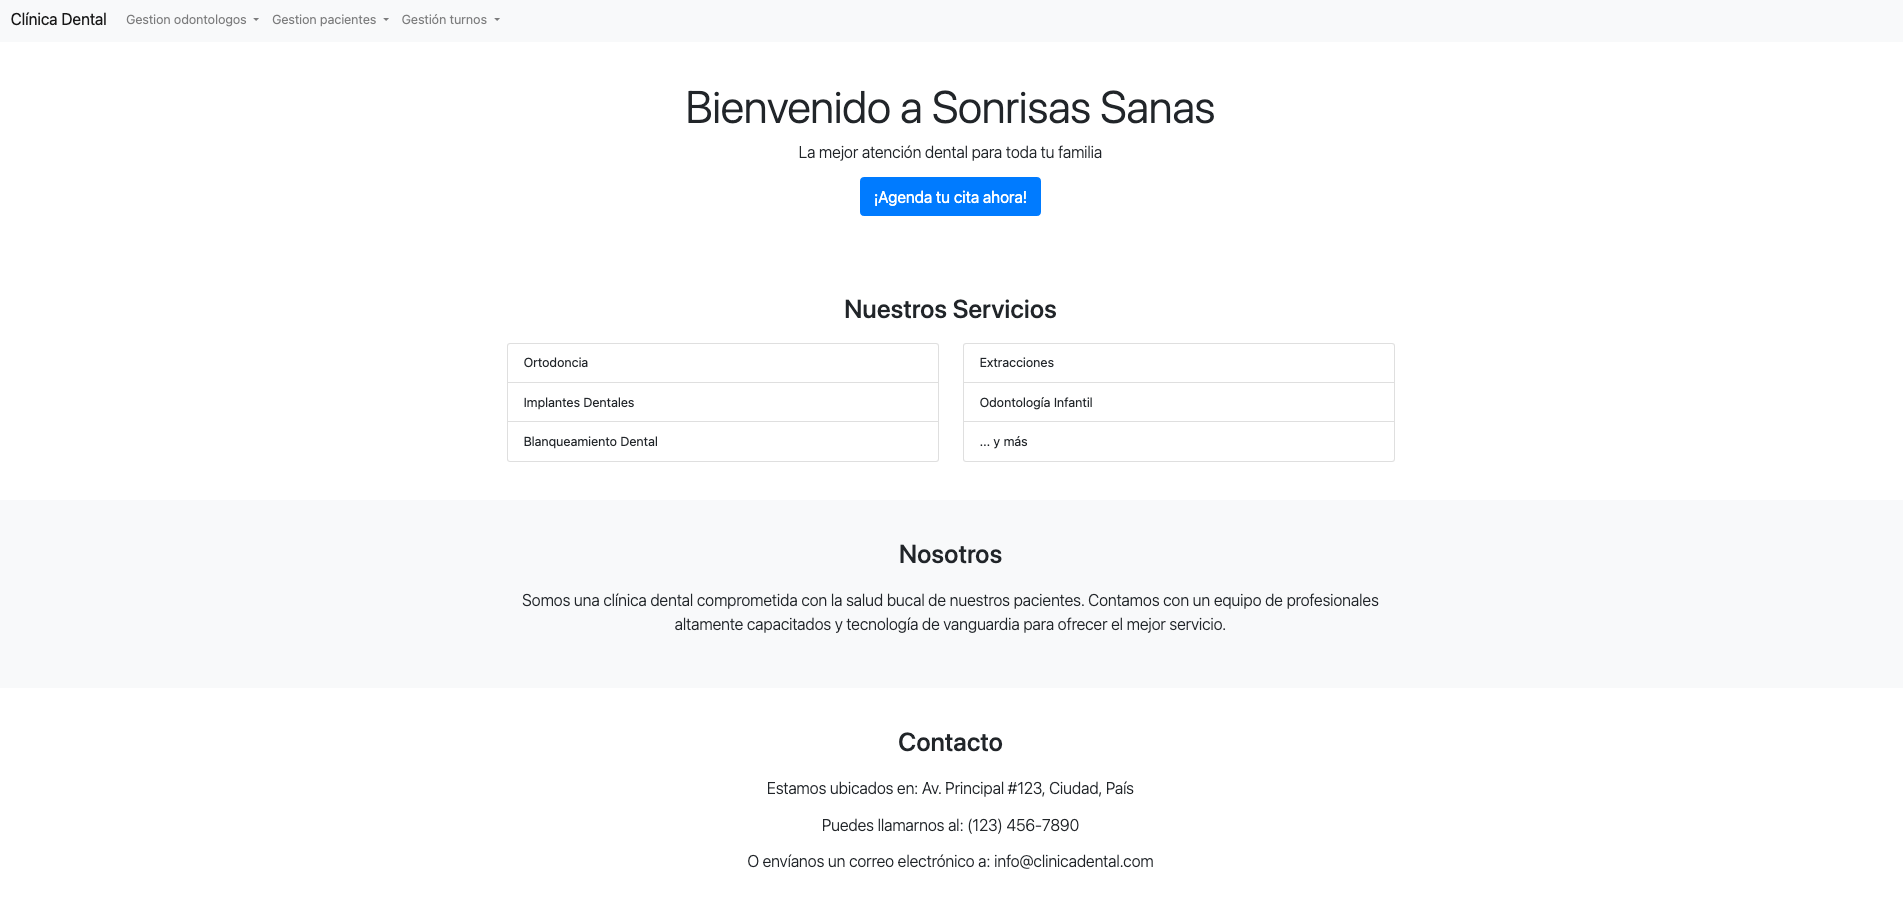 Clínica Dental Gestion odontologos Gestion pacientes Gestión turnos
Bienvenido a Sonrisas Sanas
La mejor atención dental para toda tu familia
¡Agenda tu cita ahora!
Nuestros Servicios
Ortodoncia
Implantes Dentales
Blanqueamiento Dental
Extracciones
Odontología Infantil
... y más
Nosotros
Somos una clínica dental comprometida con la salud bucal de nuestros pacientes. Contamos con un equipo de profesionales
altamente capacitados y tecnología de vanguardia para ofrecer el mejor servicio.
Contacto
Estamos ubicados en: Av. Principal #123, Ciudad, País
Puedes llamarnos al: (123) 456-7890
O envíanos un correo electrónico a: info@clinicadental.com